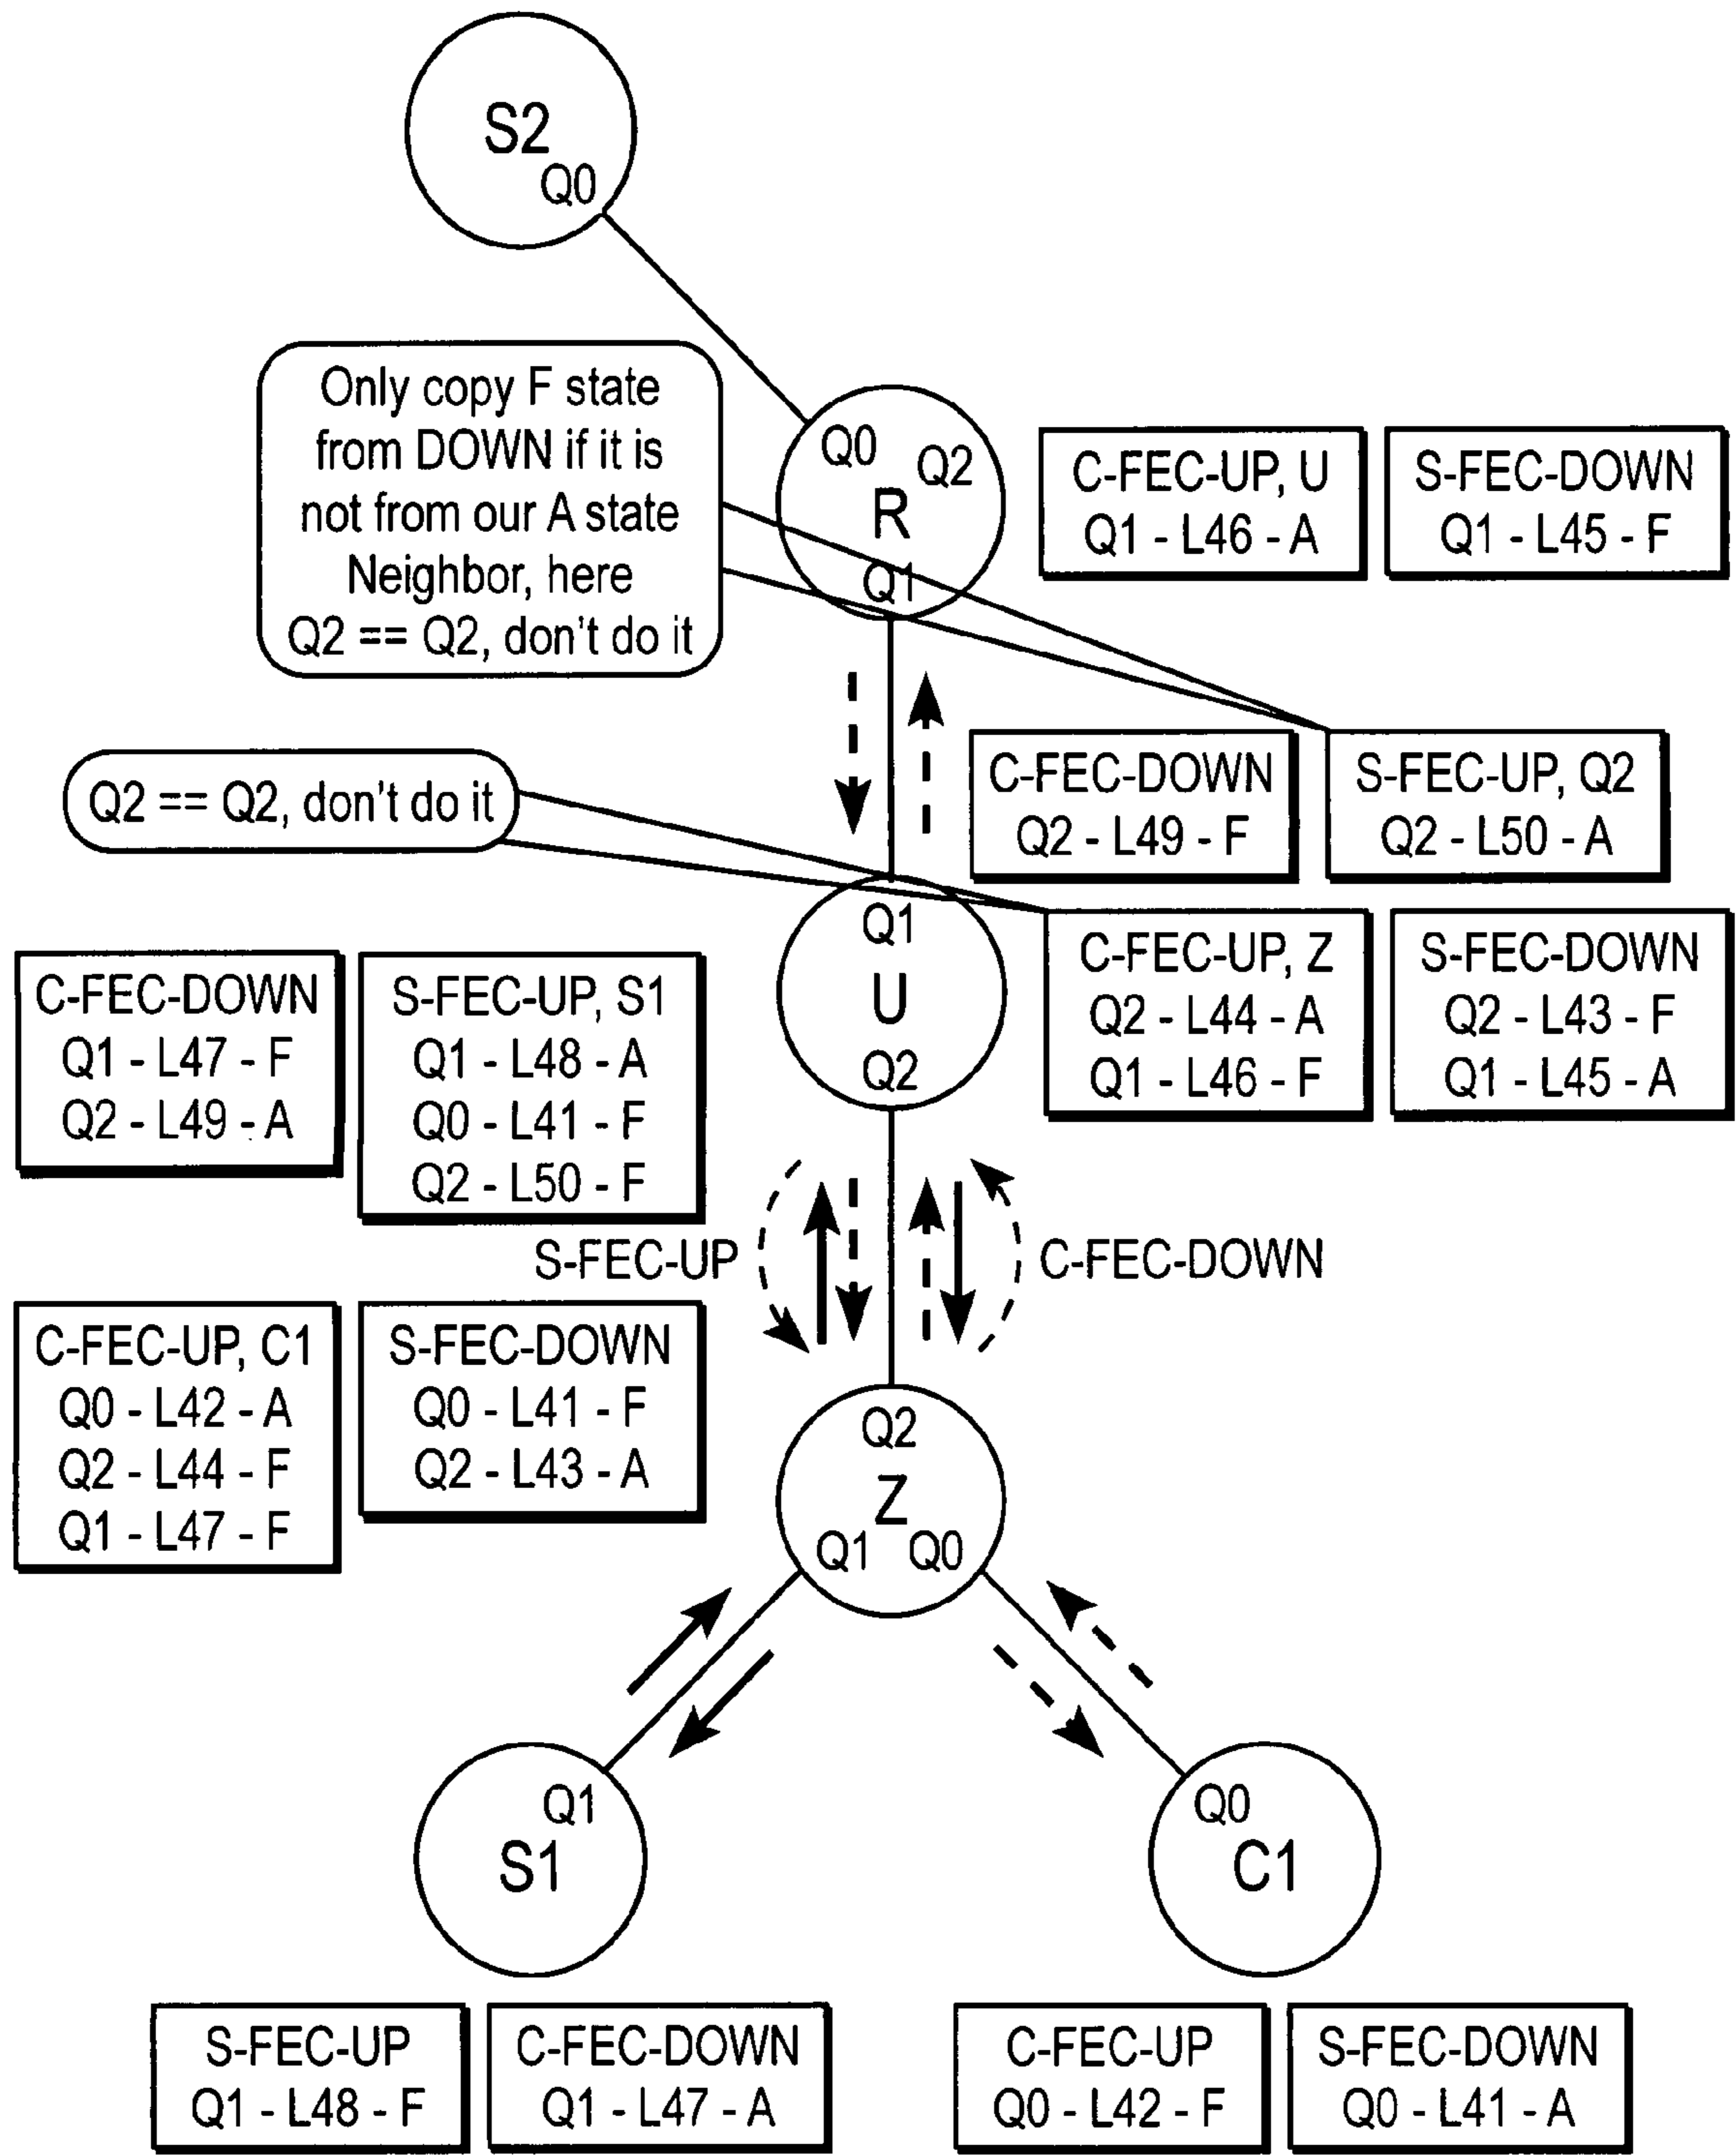 S2
Q0
Only copy F state
from DOWN if it is
not from our A state
Neighbor, here
Q2 == Q2, don't do it
Q0
Q2
R
Q1
C-FEC-UP, U
Q1 - L46 - A
S-FEC-DOWN
Q1 - L45 - F
Q2 == Q2, don't do it
C-FEC-DOWN
Q2 - L49 - F
S-FEC-UP, Q2
Q2 - L50 - A
Q1
U
Q2
C-FEC-UP, Z
Q2 - L44 - A
Q1 - L46 - F
S-FEC-DOWN
Q2 - L43 - F
Q1 - L45 - A
C-FEC-DOWN
Q1 - L47 - F
Q2 - L49 - A
S-FEC-UP, S1
Q1 - L48 - A
Q0 - L41 - F
Q2 - L50 - F
S-FEC-UP
C-FEC-DOWN
C-FEC-UP, C1
Q0 - L42 - A
Q2 - L44 - F
Q1 - L47 - F
S-FEC-DOWN
Q0 - L41 - F
Q2 - L43 - A
Q2
Z
Q1 Q0
Q1
S1
Q0
C1
S-FEC-UP
Q1 - L48 - F
C-FEC-DOWN
Q1 - L47 - A
C-FEC-UP
Q0 - L42 - F
S-FEC-DOWN
Q0 - L41 - A